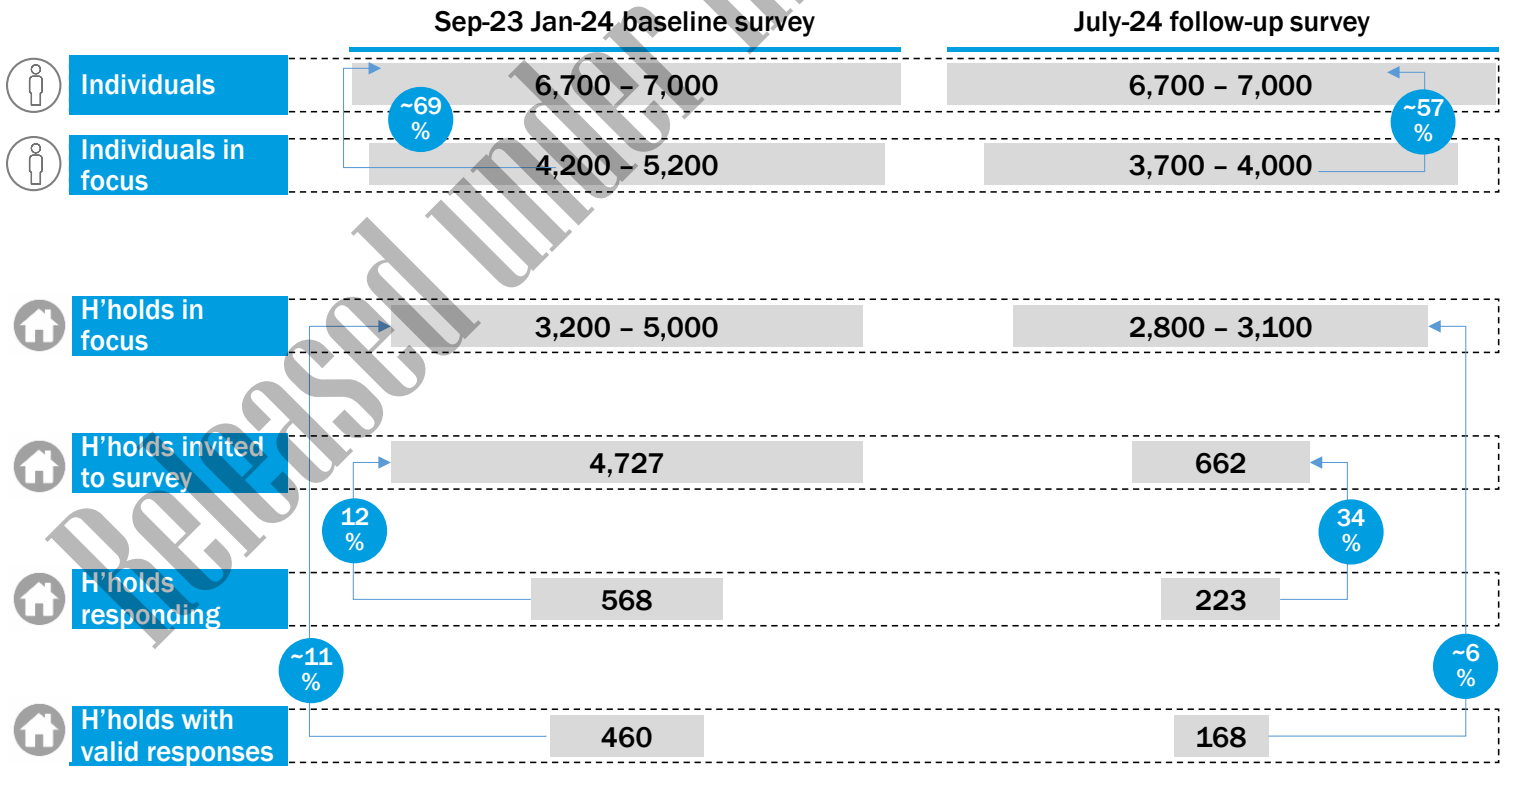 Sep-23 Jan-24 baseline survey
July-24 follow-up survey
Individuals
6,700 – 7,000
6,700 – 7,000
~69
%
~57
%
Individuals in
focus
4,200 – 5,200
3,700 – 4,000
H'holds in
focus
3,200 – 5,000
2,800 – 3,100
H'holds invited
to survey
4,727
662
12
%
34
%
H'holds
responding
568
223
~11
%
~6
%
H'holds with
valid responses
460
168
Released under